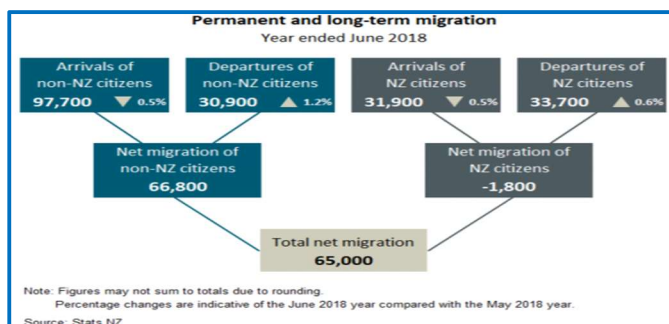 Permanent and long-term migration
Year ended June 2018
Arrivals of
non-NZ citizens
97,700 ▼ 0.5%
Departures of
non-NZ citizens
30,900 ▲ 1.2%
Arrivals of
NZ citizens
31,900 ▼ 0.5%
Departures of
NZ citizens
33,700 ▲ 0.6%
Net migration of
non-NZ citizens
66,800
Net migration of
NZ citizens
-1,800
Total net migration
65,000
Note: Figures may not sum to totals due to rounding.
Percentage changes are indicative of the June 2018 year compared with the May 2018 year.
Source: Stats NZ